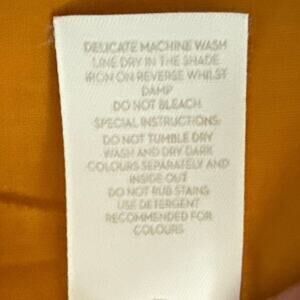 DELICATE MACHINE WASH
LINE DRY IN THE SHADE
IRON ON REVERSE WHILST
DAMP
DO NOT BLEACH
SPECIAL INSTRUCTIONS:
DO NOT TUMBLE DRY
WASH AND DRY DARK
COLOURS SEPARATELY AND
INSIDE OUT
DO NOT RUB STAINS
USE DETERGENT
RECOMMENDED FOR
COLOURS